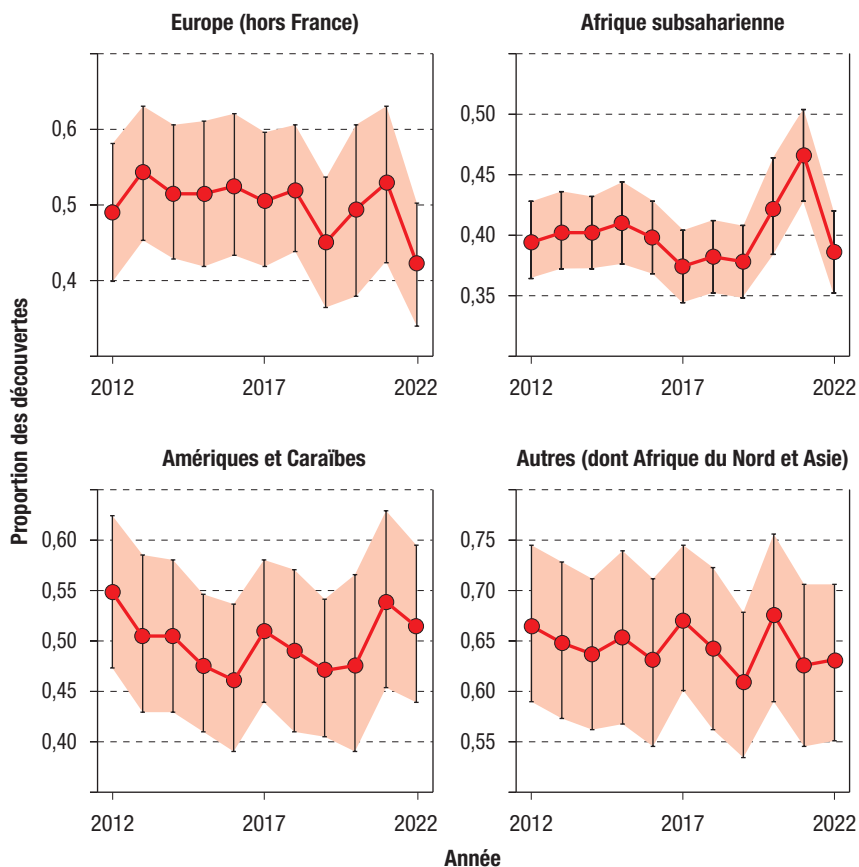 Europe (hors France)
0,6
0,5
0,4
2012 2017 2022
Afrique subsaharienne
0,50
0,45
0,40
0,35
2012 2017 2022
Amériques et Caraïbes
0,60
0,55
0,50
0,45
0,40
2012 2017 2022
Autres (dont Afrique du Nord et Asie)
0,75
0,70
0,65
0,60
0,55
2012 2017 2022
Proportion des découvertes
Année